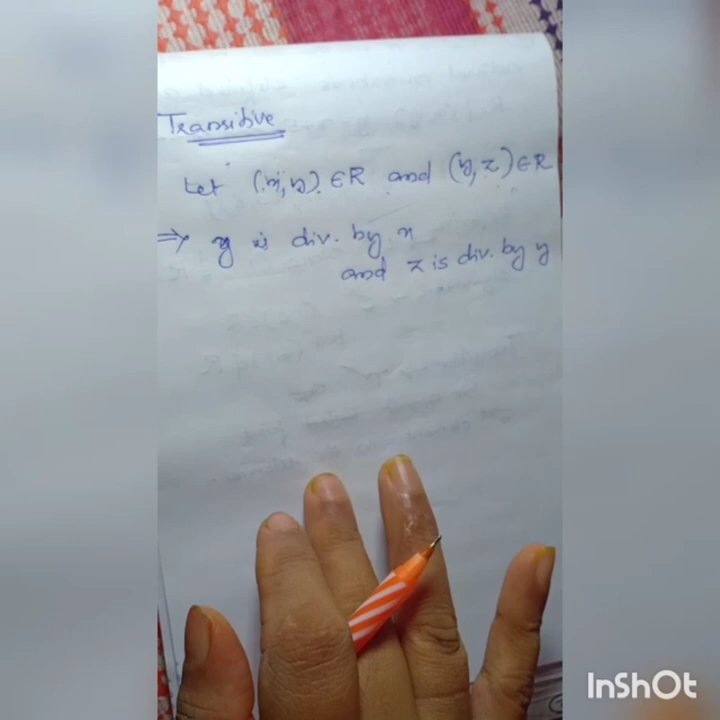 Transitive
Let (x,y) ∈R and (y,z)∈R
⇒ y is div. by x
and z is div. by y
InShOt